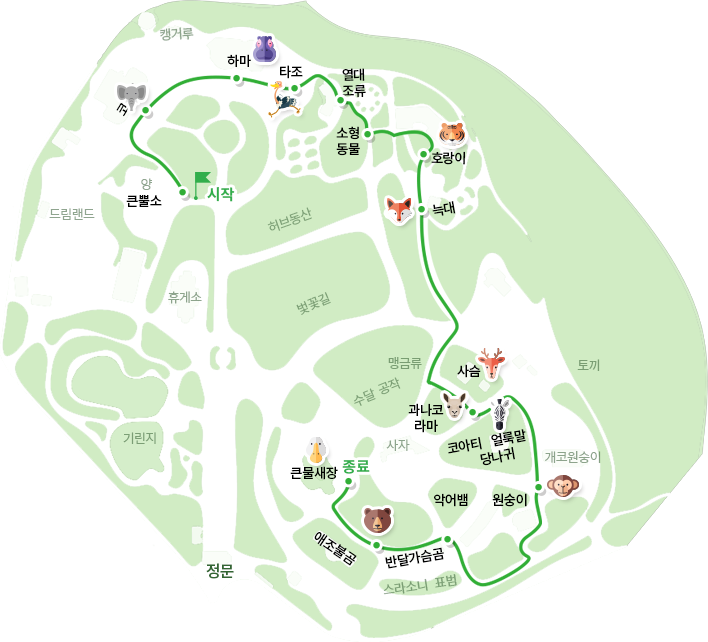 캥거루
하마
타조
열대
조류
코
소형
동물
호랑이
양
큰뿔소
시작
늑대
드림랜드
허브동산
휴게소
벚꽃길
맹금류
사슴
토끼
수달 공작
과나코
라마
기린지
사자
코아티 얼룩말
당나귀
개코원숭이
큰물새장
종료
악어뱀
원숭이
애조불곰
반달가슴곰
정문
스라소니 표범